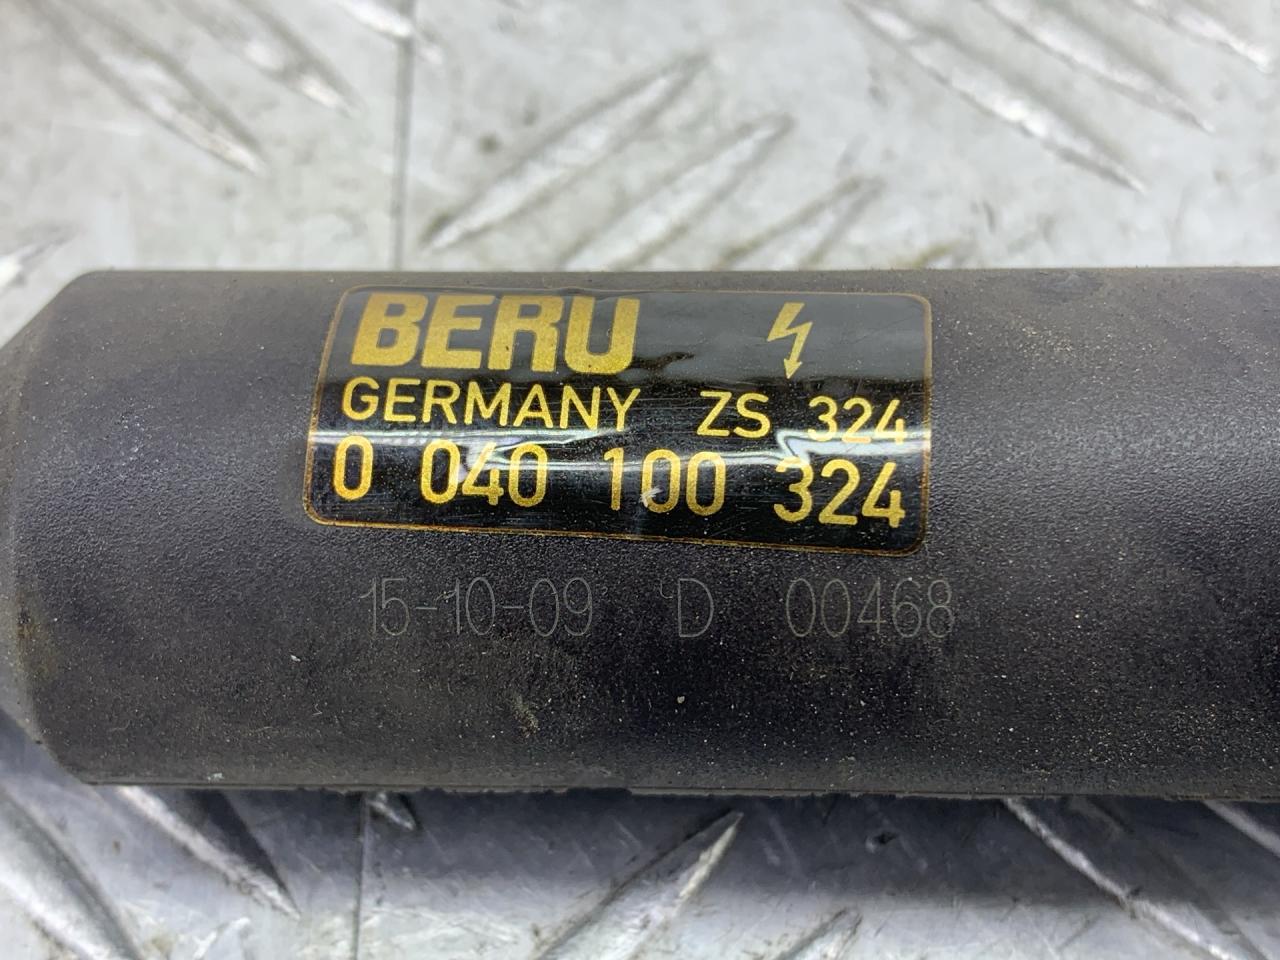 BERU
GERMANY ZS 324
0 040 100 324
15-10-09 D 00468